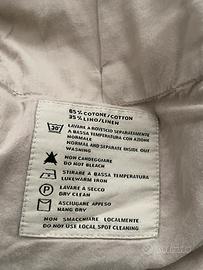 65% COTONE/COTTON
35% LINO/LINEN
LAVARE A ROVESCIO SEPARATAMENTE
A BASSA TEMPERATURA CON AZIONE
NORMALE
30
NORMAL AND SEPARATE INSIDE OUT
WASHING
NON CANDEGGIARE
DO NOT BLEACH
STIRARE A BASSA TEMPERATURA
LUKEWARM IRON
LAVARE A SECCO
DRY CLEAN
ASCIUGARE APPESO
HANG DRY
NON SMACCHIARE LOCALMENTE
DO NOT USE LOCAL SPOT CLEANING
subito